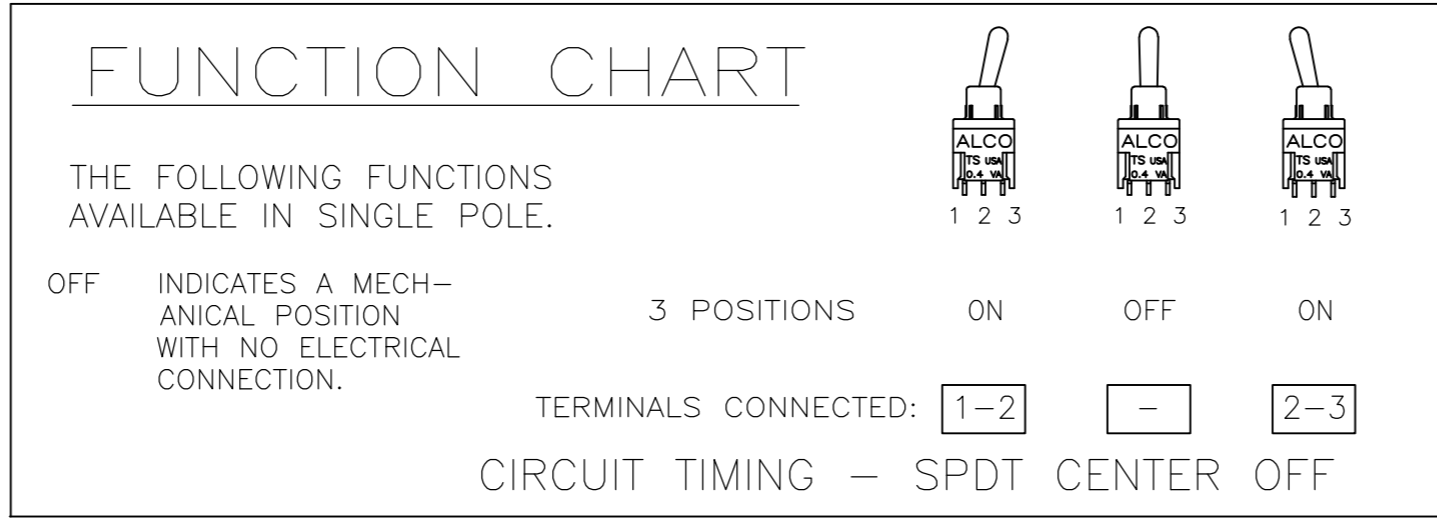 FUNCTION CHART
THE FOLLOWING FUNCTIONS
AVAILABLE IN SINGLE POLE.
ALCO
TS USA
0.4 VA
1 2 3
ALCO
TS USA
0.4 VA
1 2 3
ALCO
TS USA
0.4 VA
1 2 3
OFF INDICATES A MECH-
ANICAL POSITION
WITH NO ELECTRICAL
CONNECTION.
3 POSITIONS ON OFF ON
TERMINALS CONNECTED: 1-2 - 2-3
CIRCUIT TIMING - SPDT CENTER OFF